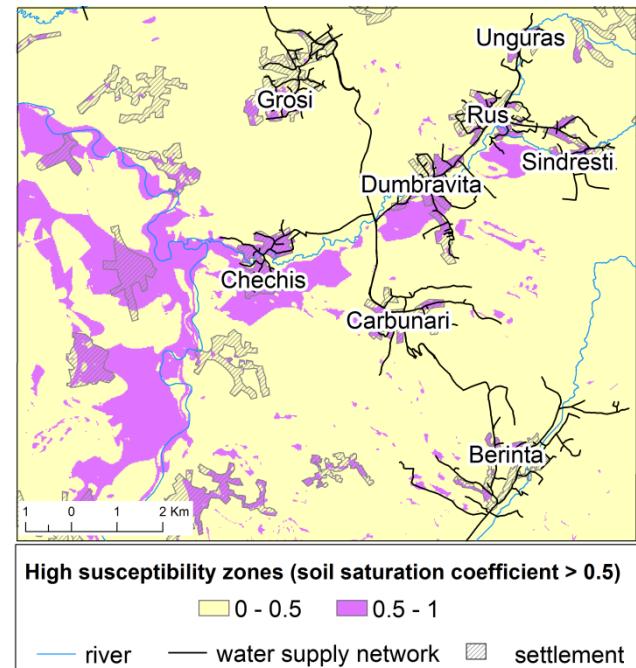 Unguras
Grosi
Rus
Sindresti
Dumbravita
Chechis
Carbunari
Berinta
1 0 1 2 Km
High susceptibility zones (soil saturation coefficient > 0.5)
0 - 0.5 0.5 - 1
river water supply network settlement